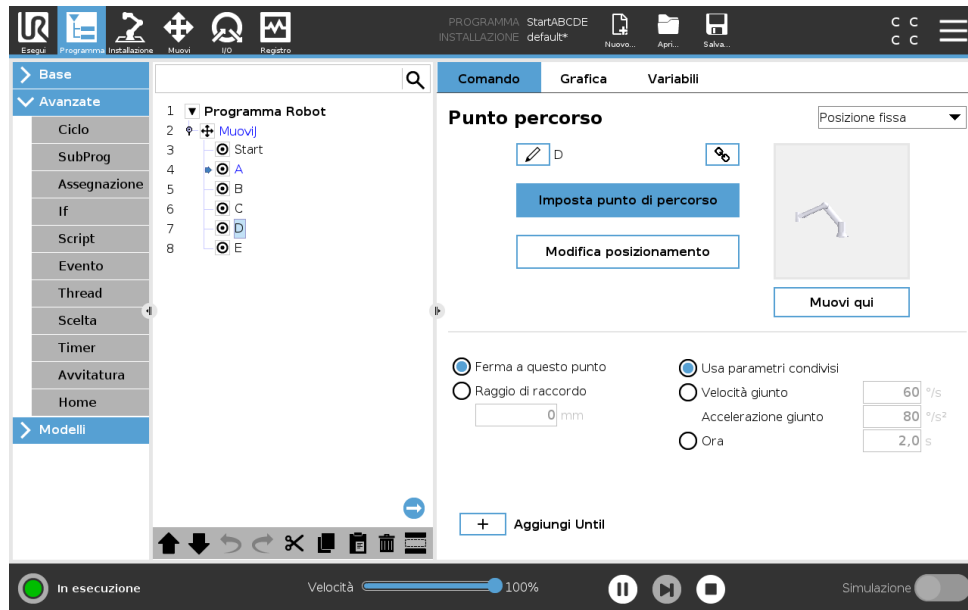 PROGRAMMA StartABCDE
INSTALLAZIONE default*
Esegui Programma Installazione Muovi I/O Registro Nuovo... Apri... Salva...
C C
C C
Base
Avanzate
Ciclo
SubProg
Assegnazione
If
Script
Evento
Thread
Scelta
Timer
Avvitatura
Home
Modelli
1 Programma Robot
2 MuoviJ
3 Start
4 A
5 B
6 C
7 D
8 E
Comando Grafica Variabili
Punto percorso Posizione fissa
D
Imposta punto di percorso
Modifica posizionamento
Muovi qui
Ferma a questo punto
Raggio di raccordo
0 mm
Usa parametri condivisi
Velocità giunto 60 °/s
Accelerazione giunto 80 °/s²
Ora 2,0 s
+ Aggiungi Until
In esecuzione Velocità 100% Simulazione